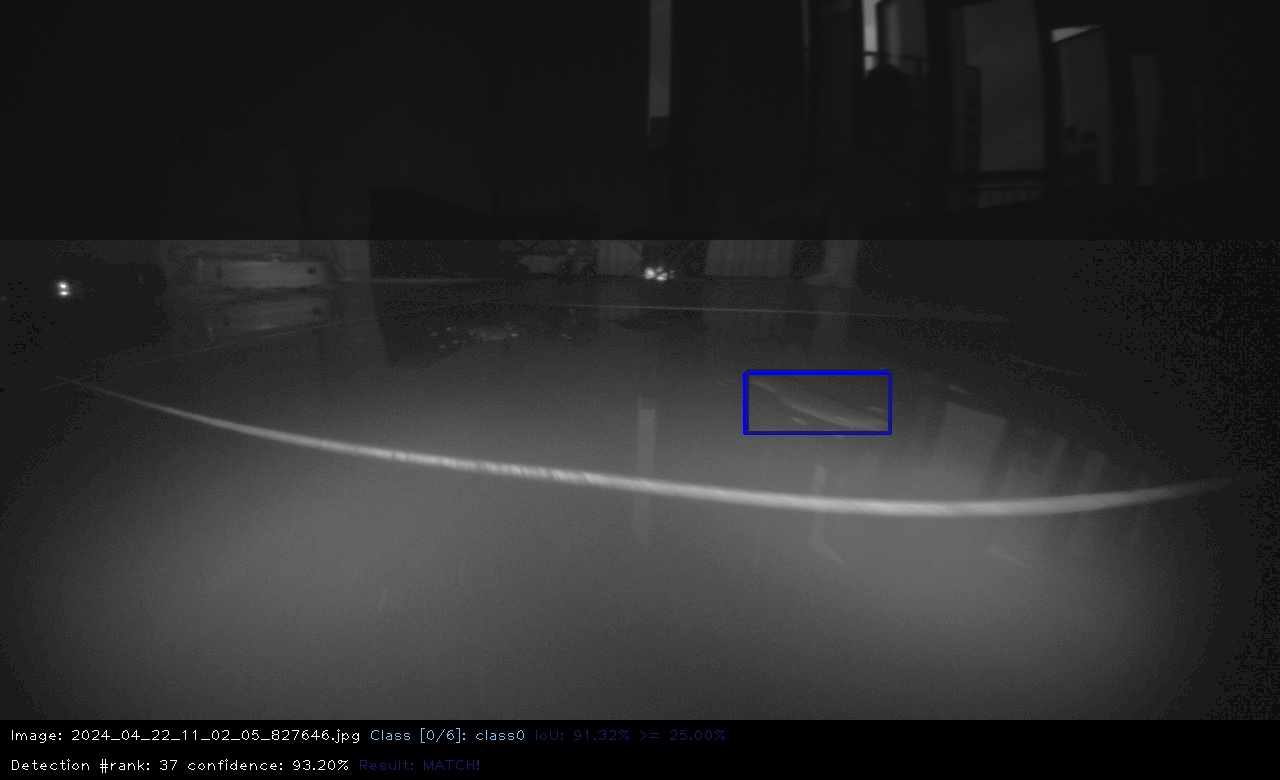 Image: 2024_04_22_11_02_05_827646.jpg Class [0/6]: class0 IoU: 91.32% >= 25.00%
Detection #rank: 37 confidence: 93.20% Result: MATCH!